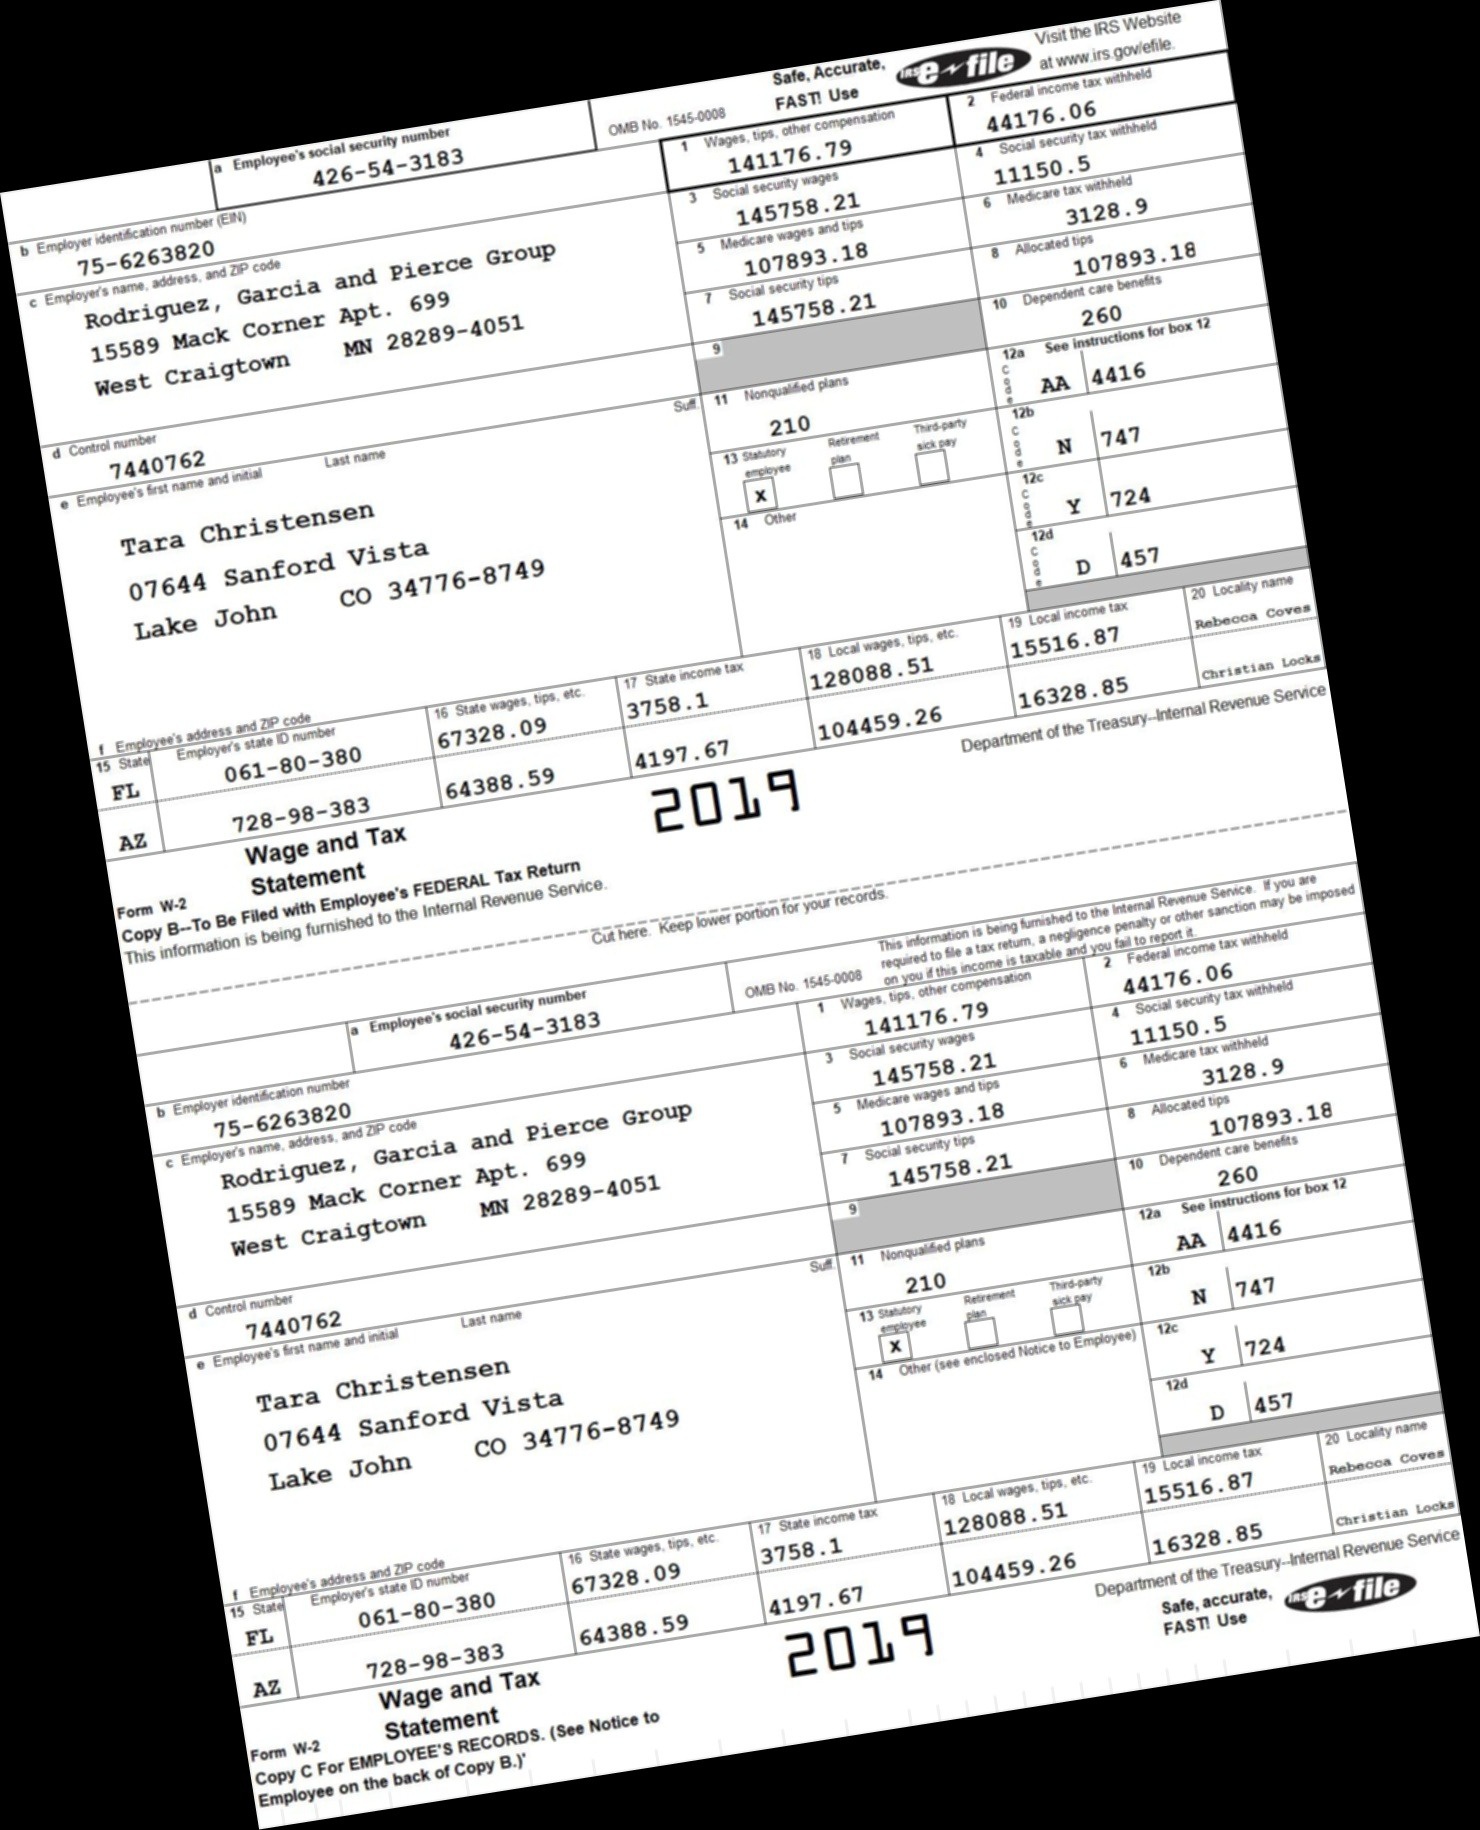 Safe, Accurate,
FAST! Use
IRS e-file
Visit the IRS Website
at www.irs.gov/efile.
a Employee's social security number
426-54-3183
OMB No. 1545-0008
1 Wages, tips, other compensation
141176.79
2 Federal income tax withheld
44176.06
b Employer identification number (EIN)
75-6263820
3 Social security wages
145758.21
4 Social security tax withheld
11150.5
c Employer's name, address, and ZIP code
Rodriguez, Garcia and Pierce Group
15589 Mack Corner Apt. 699
West Craigtown MN 28289-4051
5 Medicare wages and tips
107893.18
6 Medicare tax withheld
3128.9
7 Social security tips
145758.21
8 Allocated tips
107893.18
9
10 Dependent care benefits
260
d Control number
7440762
11 Nonqualified plans
210
12a See instructions for box 12
Code
AA 4416
e Employee's first name and initial
Last name
Suff.
Tara Christensen
07644 Sanford Vista
Lake John CO 34776-8749
13 Statutory employee
Retirement plan
Third-party sick pay
x
12b
Code
N 747
14 Other
12c
Code
Y 724
12d
Code
D 457
f Employee's address and ZIP code
15 State
Employer's state ID number
16 State wages, tips, etc.
17 State income tax
18 Local wages, tips, etc.
19 Local income tax
20 Locality name
FL 061-80-380 67328.09 3758.1 128088.51 15516.87 Rebecca Coves
AZ 728-98-383 64388.59 4197.67 104459.26 16328.85 Christian Locks
Form W-2
Wage and Tax
Statement
2019
Department of the Treasury--Internal Revenue Service
Copy B--To Be Filed with Employee's FEDERAL Tax Return
This information is being furnished to the Internal Revenue Service.
Cut here. Keep lower portion for your records.
This information is being furnished to the Internal Revenue Service. If you are
required to file a tax return, a negligence penalty or other sanction may be imposed
on you if this income is taxable and you fail to report it.
a Employee's social security number
426-54-3183
OMB No. 1545-0008
1 Wages, tips, other compensation
141176.79
2 Federal income tax withheld
44176.06
b Employer identification number
75-6263820
3 Social security wages
145758.21
4 Social security tax withheld
11150.5
c Employer's name, address, and ZIP code
Rodriguez, Garcia and Pierce Group
15589 Mack Corner Apt. 699
West Craigtown MN 28289-4051
5 Medicare wages and tips
107893.18
6 Medicare tax withheld
3128.9
7 Social security tips
145758.21
8 Allocated tips
107893.18
9
10 Dependent care benefits
260
d Control number
7440762
11 Nonqualified plans
210
12a See instructions for box 12
AA 4416
e Employee's first name and initial
Last name
Suff.
Tara Christensen
07644 Sanford Vista
Lake John CO 34776-8749
13 Statutory employee
Retirement plan
Third-party sick pay
x
12b
N 747
14 Other (see enclosed Notice to Employee)
12c
Y 724
12d
D 457
f Employee's address and ZIP code
15 State
Employer's state ID number
16 State wages, tips, etc.
17 State income tax
18 Local wages, tips, etc.
19 Local income tax
20 Locality name
FL 061-80-380 67328.09 3758.1 128088.51 15516.87 Rebecca Coves
AZ 728-98-383 64388.59 4197.67 104459.26 16328.85 Christian Locks
Form W-2
Wage and Tax
Statement
2019
Department of the Treasury--Internal Revenue Service
Safe, accurate,
FAST! Use
IRS e-file
Copy C For EMPLOYEE'S RECORDS. (See Notice to
Employee on the back of Copy B.)'